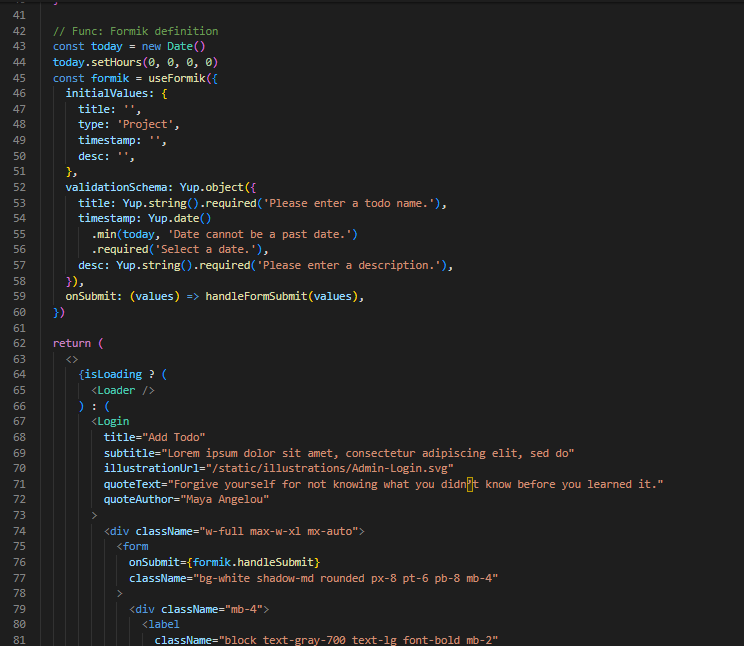 41
42 // Func: Formik definition
43 const today = new Date()
44 today.setHours(0, 0, 0, 0)
45 const formik = useFormik({
46 initialValues: {
47 title: '',
48 type: 'Project',
49 timestamp: '',
50 desc: '',
51 },
52 validationSchema: Yup.object({
53 title: Yup.string().required('Please enter a todo name.'),
54 timestamp: Yup.date()
55 .min(today, 'Date cannot be a past date.')
56 .required('Select a date.'),
57 desc: Yup.string().required('Please enter a description.'),
58 }),
59 onSubmit: (values) => handleFormSubmit(values),
60 })
61
62 return (
63 <>
64 {isLoading ? (
65 <Loader />
66 ) : (
67 <Login
68 title="Add Todo"
69 subtitle="Lorem ipsum dolor sit amet, consectetur adipiscing elit, sed do"
70 illustrationUrl="/static/illustrations/Admin-Login.svg"
71 quoteText="Forgive yourself for not knowing what you didn’t know before you learned it."
72 quoteAuthor="Maya Angelou"
73 >
74 <div className="w-full max-w-xl mx-auto">
75 <form
76 onSubmit={formik.handleSubmit}
77 className="bg-white shadow-md rounded px-8 pt-6 pb-8 mb-4"
78 >
79 <div className="mb-4">
80 <label
81 className="block text-gray-700 text-lg font-bold mb-2"